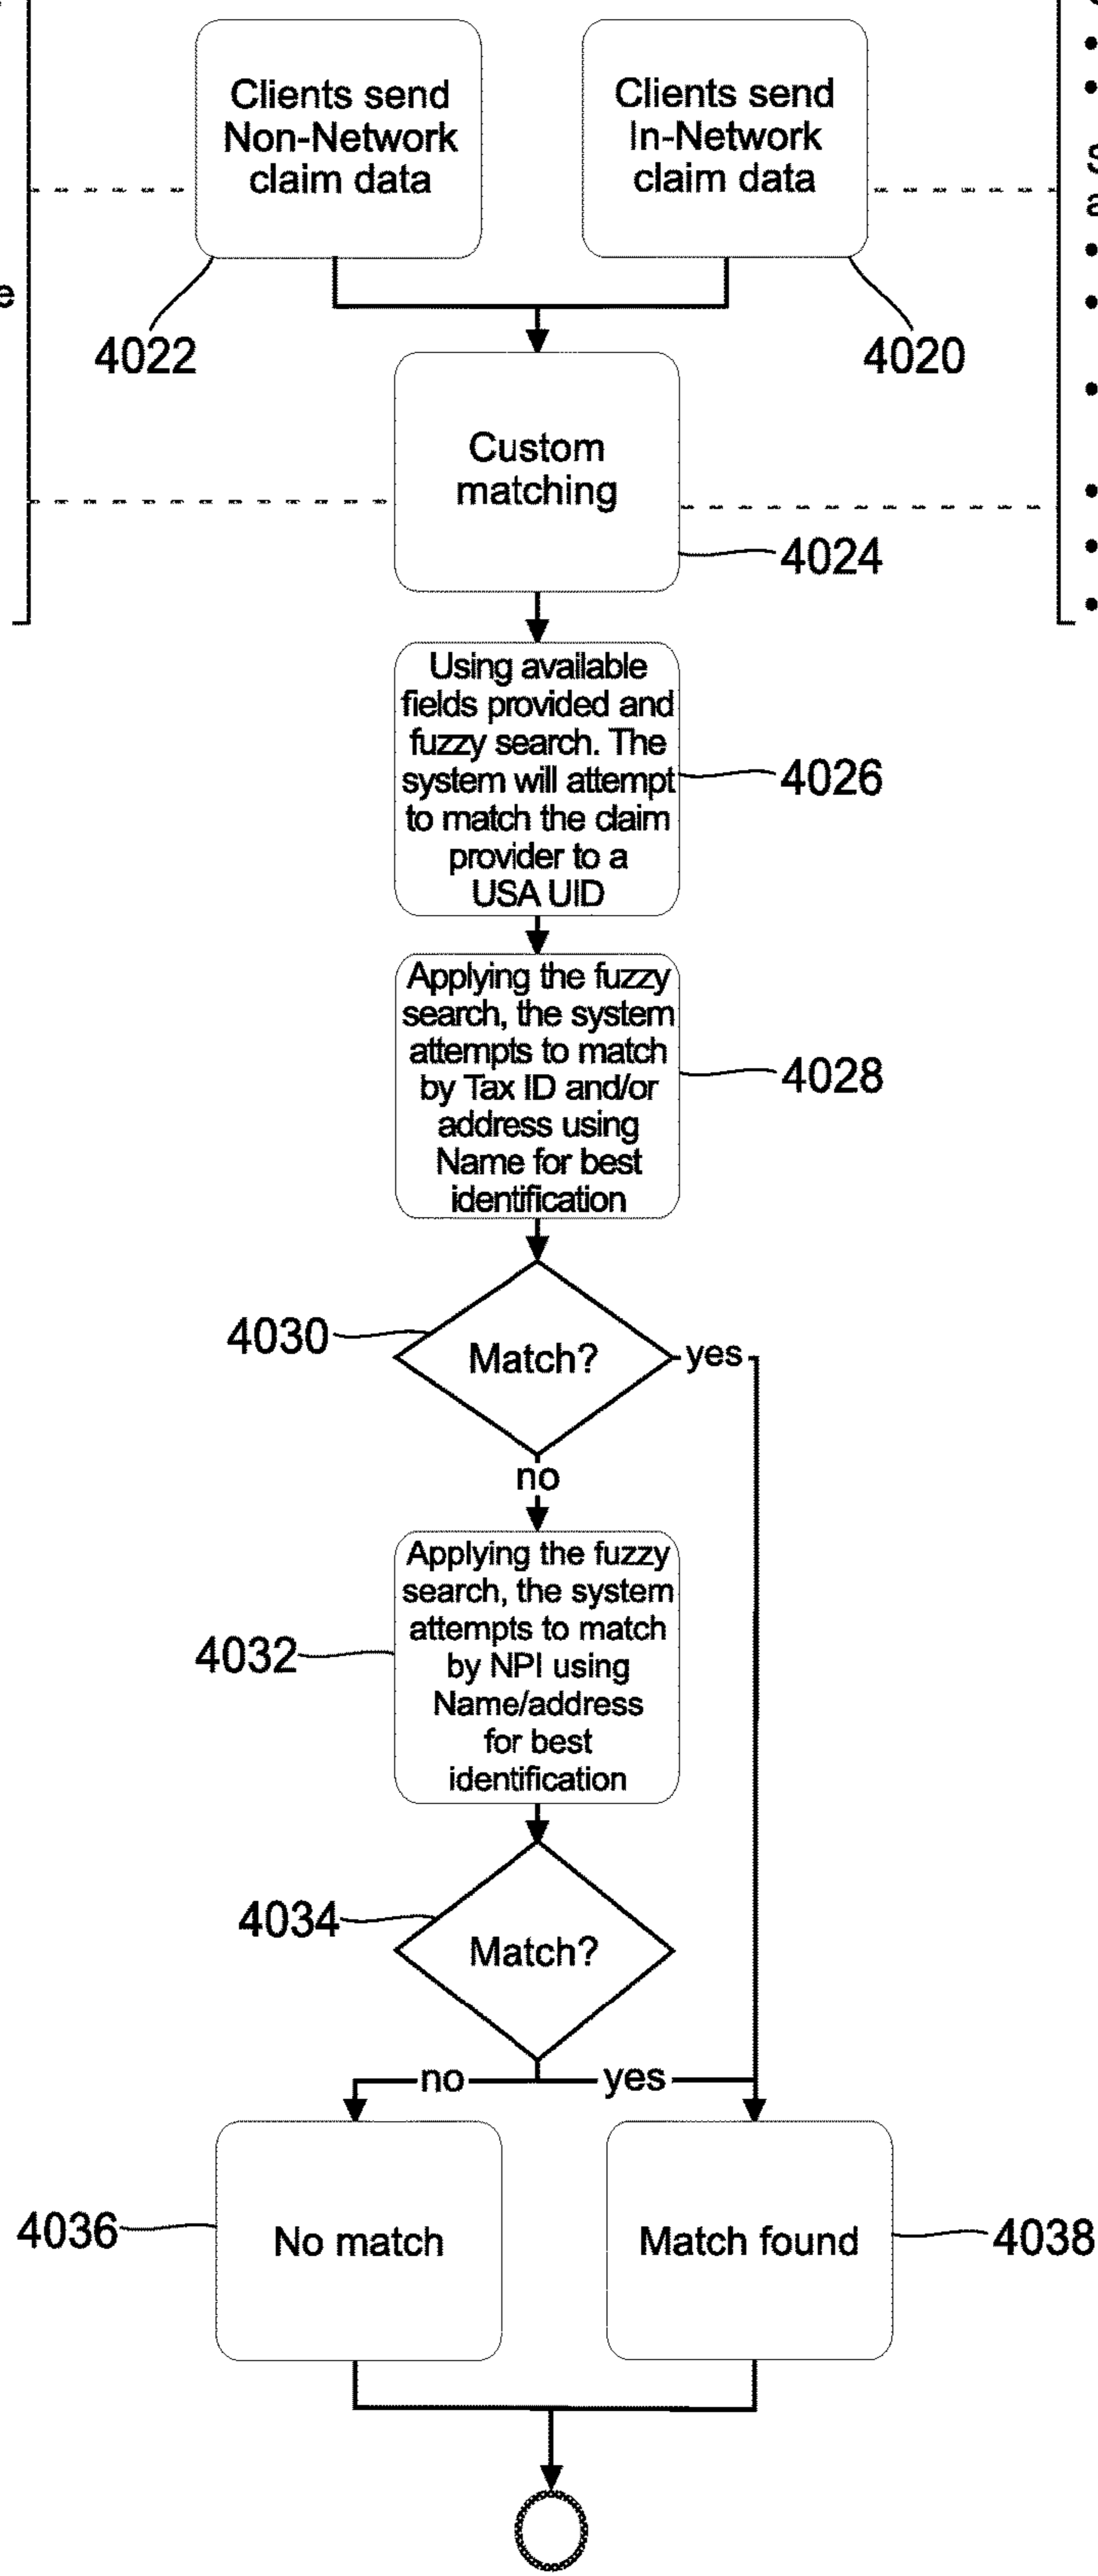 Clients send
Non-Network
claim data
Clients send
In-Network
claim data
e
4022
4020
Custom
matching
4024
Using available
fields provided and
fuzzy search. The
system will attempt
to match the claim
provider to a
USA UID
4026
Applying the fuzzy
search, the system
attempts to match
by Tax ID and/or
address using
Name for best
identification
4028
4030
Match?
yes
no
Applying the fuzzy
search, the system
attempts to match
by NPI using
Name/address
for best
identification
4032
4034
Match?
no
yes
4036
No match
Match found
4038